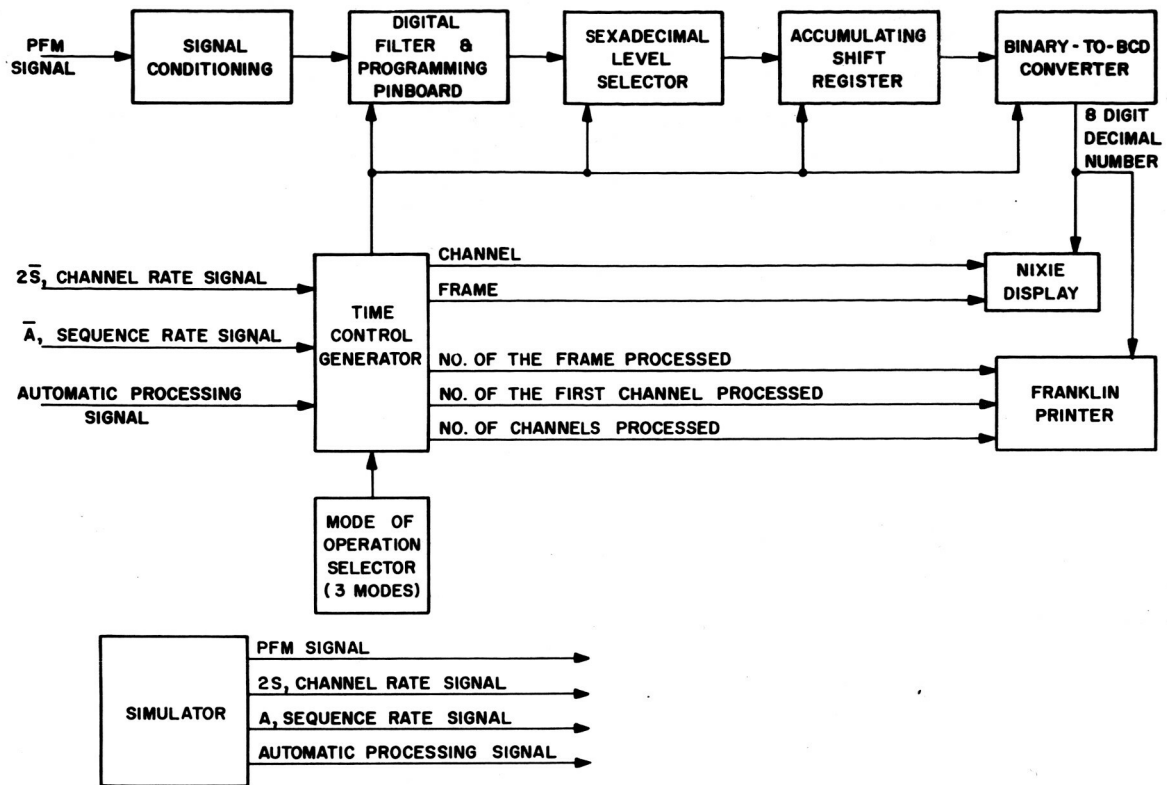 PFM
SIGNAL
SIGNAL
CONDITIONING
DIGITAL
FILTER &
PROGRAMMING
PINBOARD
SEXADECIMAL
LEVEL
SELECTOR
ACCUMULATING
SHIFT
REGISTER
BINARY-TO-BCD
CONVERTER
8 DIGIT
DECIMAL
NUMBER
2S̅, CHANNEL RATE SIGNAL
A̅, SEQUENCE RATE SIGNAL
AUTOMATIC PROCESSING
SIGNAL
TIME
CONTROL
GENERATOR
CHANNEL
FRAME
NO. OF THE FRAME PROCESSED
NO. OF THE FIRST CHANNEL PROCESSED
NO. OF CHANNELS PROCESSED
NIXIE
DISPLAY
FRANKLIN
PRINTER
MODE OF
OPERATION
SELECTOR
(3 MODES)
SIMULATOR
PFM SIGNAL
2S, CHANNEL RATE SIGNAL
A, SEQUENCE RATE SIGNAL
AUTOMATIC PROCESSING SIGNAL